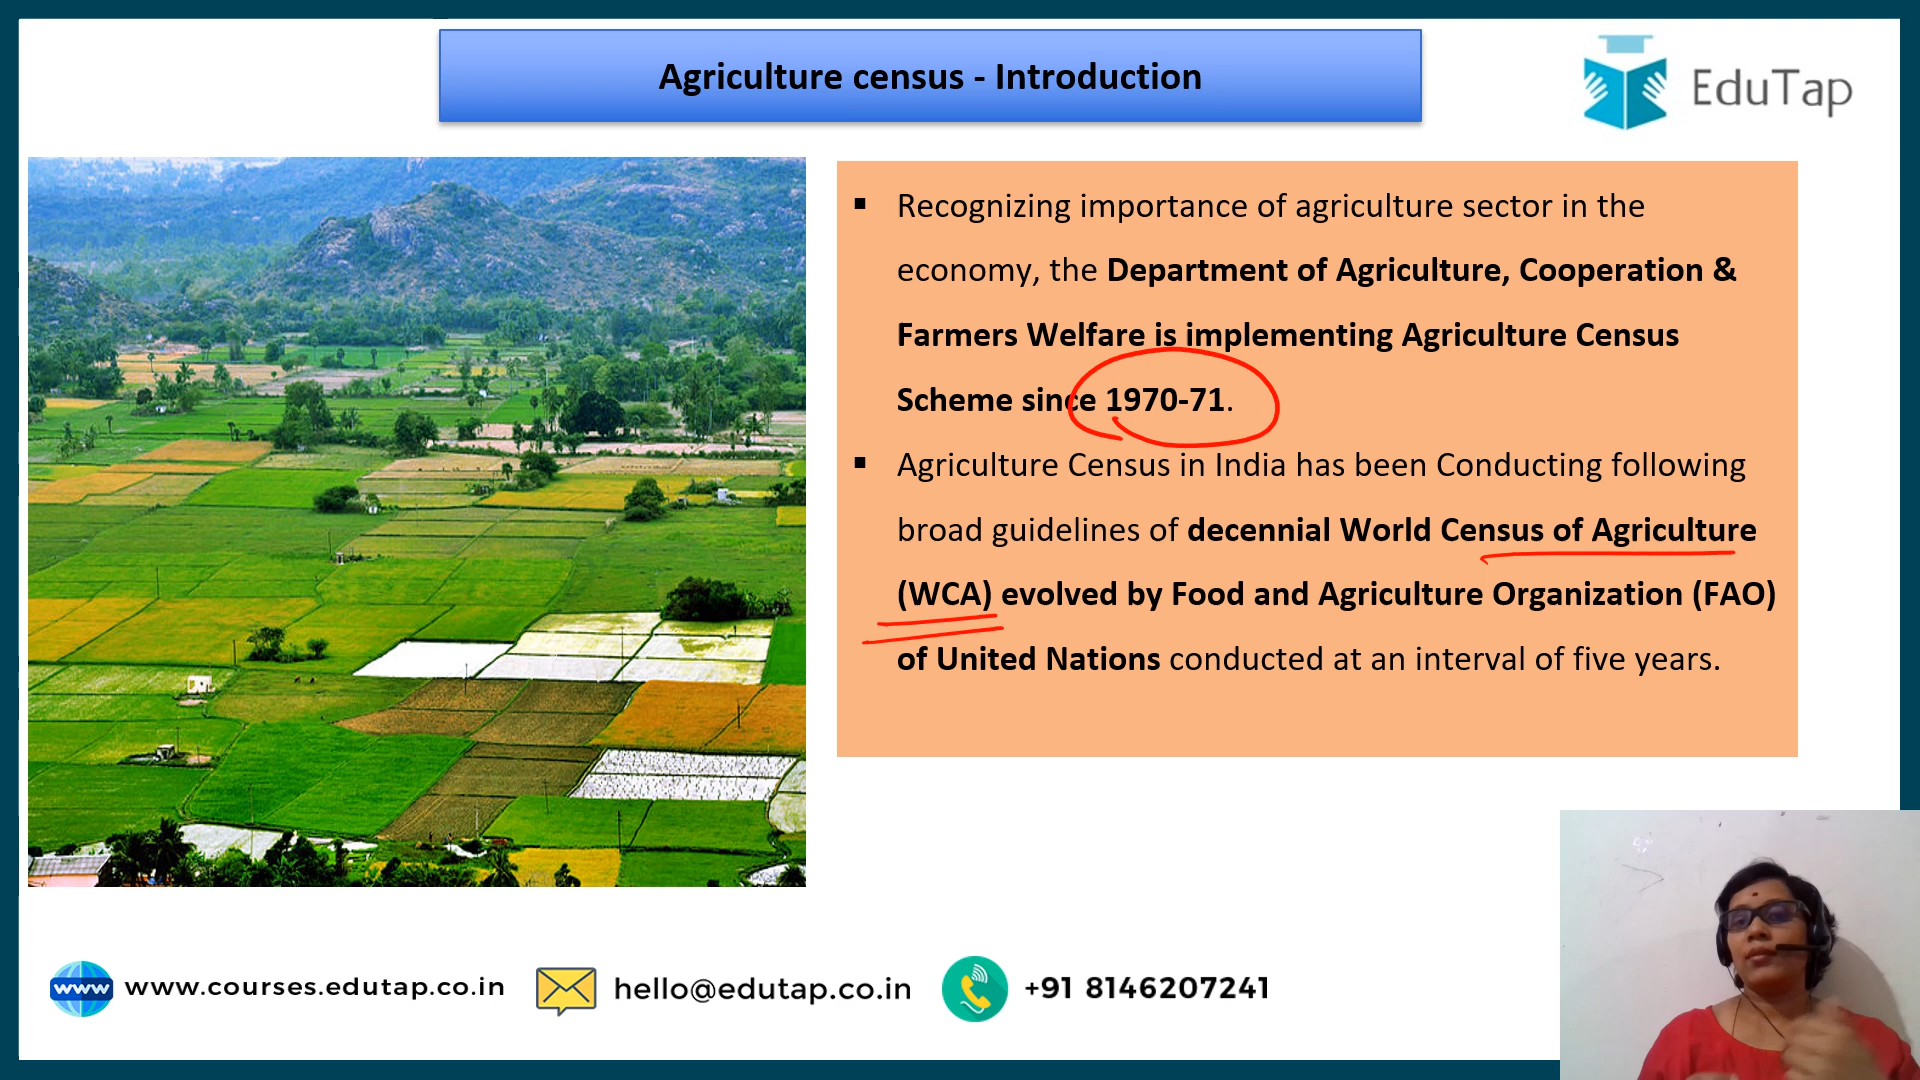 Agriculture census - Introduction
EduTap
▪ Recognizing importance of agriculture sector in the
economy, the Department of Agriculture, Cooperation &
Farmers Welfare is implementing Agriculture Census
Scheme since 1970-71.
▪ Agriculture Census in India has been Conducting following
broad guidelines of decennial World Census of Agriculture
(WCA) evolved by Food and Agriculture Organization (FAO)
of United Nations conducted at an interval of five years.
www www.courses.edutap.co.in
hello@edutap.co.in
+91 8146207241